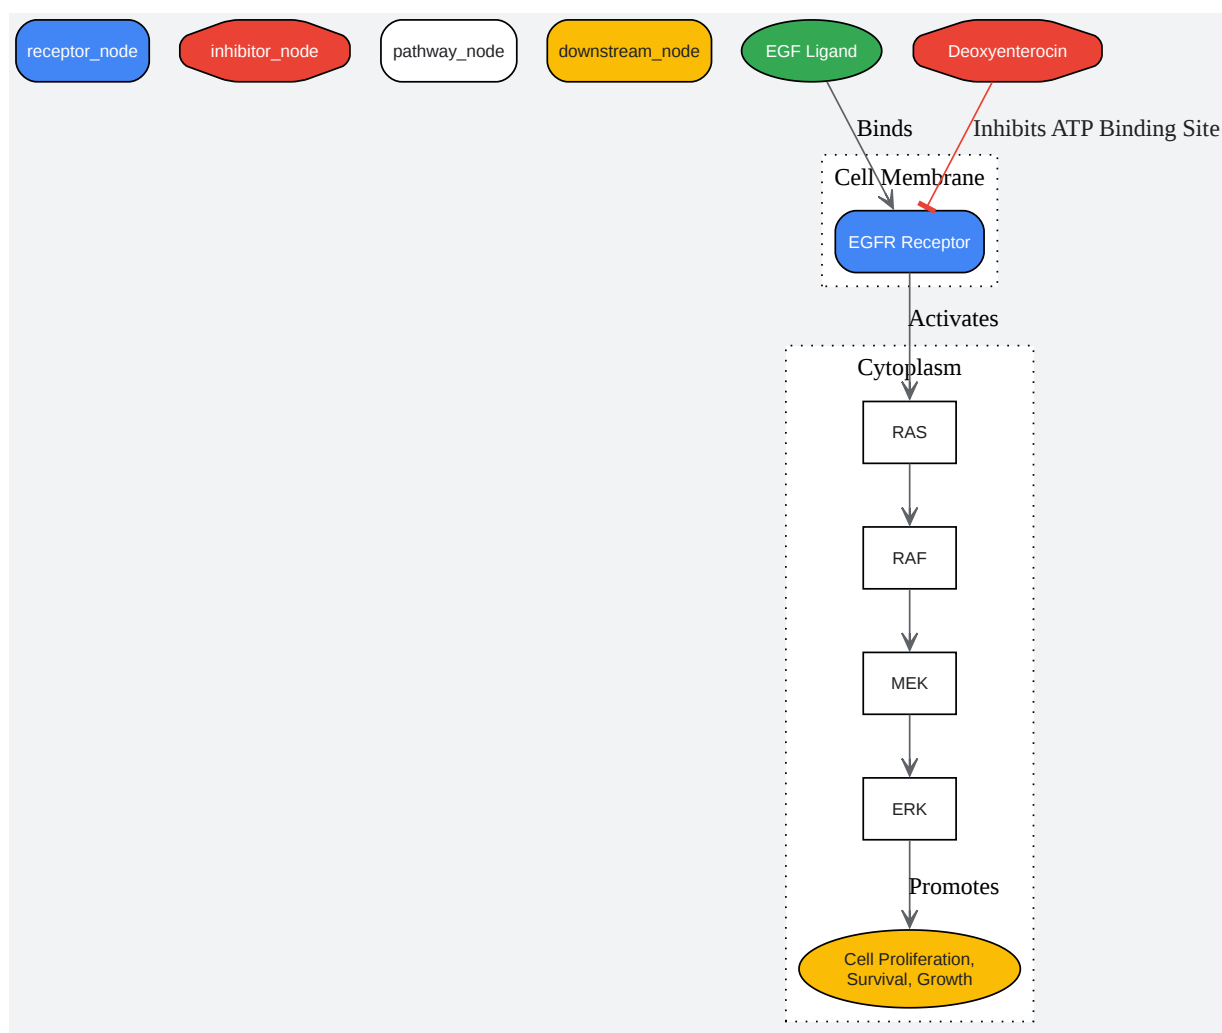 receptor_node
inhibitor_node
pathway_node
downstream_node
EGF Ligand
Deoxyenterocin
Binds
Inhibits ATP Binding Site
Cell Membrane
EGFR Receptor
Activates
Cytoplasm
RAS
RAF
MEK
ERK
Promotes
Cell Proliferation,
Survival, Growth